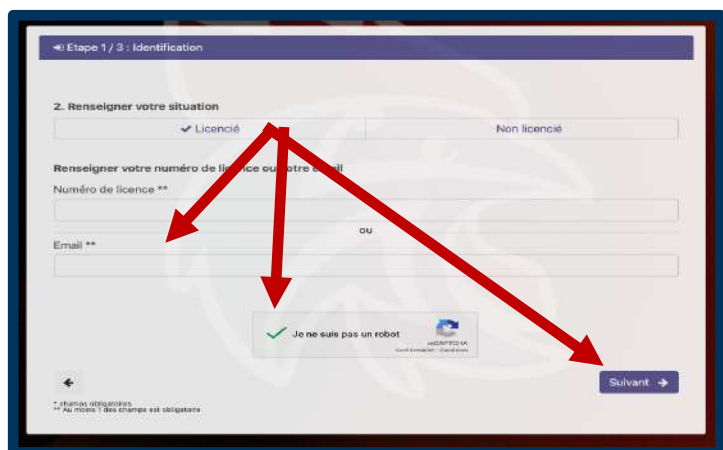 Etape 1 / 3 : Identification
2. Renseigner votre situation
✔ Licencié
Non licencié
Renseigner votre numéro de licence ou votre email
Numéro de licence **
ou
Email **
Je ne suis pas un robot
reCAPTCHA
Suivant →
* champs obligatoires
** Au moins 1 des champs est obligatoire